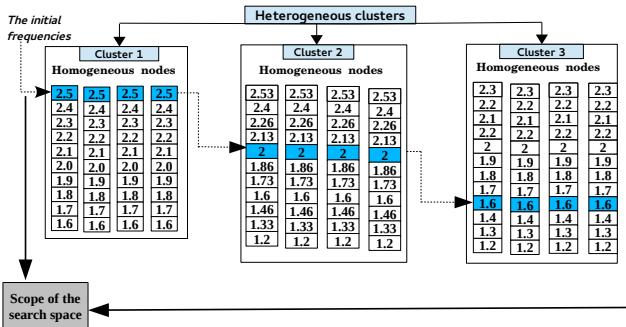 Heterogeneous clusters
The initial
frequencies
Cluster 1
Homogeneous nodes
2.5 2.5 2.5 2.5
2.4 2.4 2.4 2.4
2.3 2.3 2.3 2.3
2.2 2.2 2.2 2.2
2.1 2.1 2.1 2.1
2.0 2.0 2.0 2.0
1.9 1.9 1.9 1.9
1.8 1.8 1.8 1.8
1.7 1.7 1.7 1.7
1.6 1.6 1.6 1.6
Cluster 2
Homogeneous nodes
2.53 2.53 2.53 2.53
2.4 2.4 2.4 2.4
2.26 2.26 2.26 2.26
2.13 2.13 2.13 2.13
2 2 2 2
1.86 1.86 1.86 1.86
1.73 1.73 1.73 1.73
1.6 1.6 1.6 1.6
1.46 1.46 1.46 1.46
1.33 1.33 1.33 1.33
1.2 1.2 1.2 1.2
Cluster 3
Homogeneous nodes
2.3 2.3 2.3 2.3
2.2 2.2 2.2 2.2
2.1 2.1 2.1 2.1
2.2 2.2 2.2 2.2
2 2 2 2
1.9 1.9 1.9 1.9
1.8 1.8 1.8 1.8
1.7 1.7 1.7 1.7
1.6 1.6 1.6 1.6
1.4 1.4 1.4 1.4
1.3 1.3 1.3 1.3
1.2 1.2 1.2 1.2
Scope of the
search space